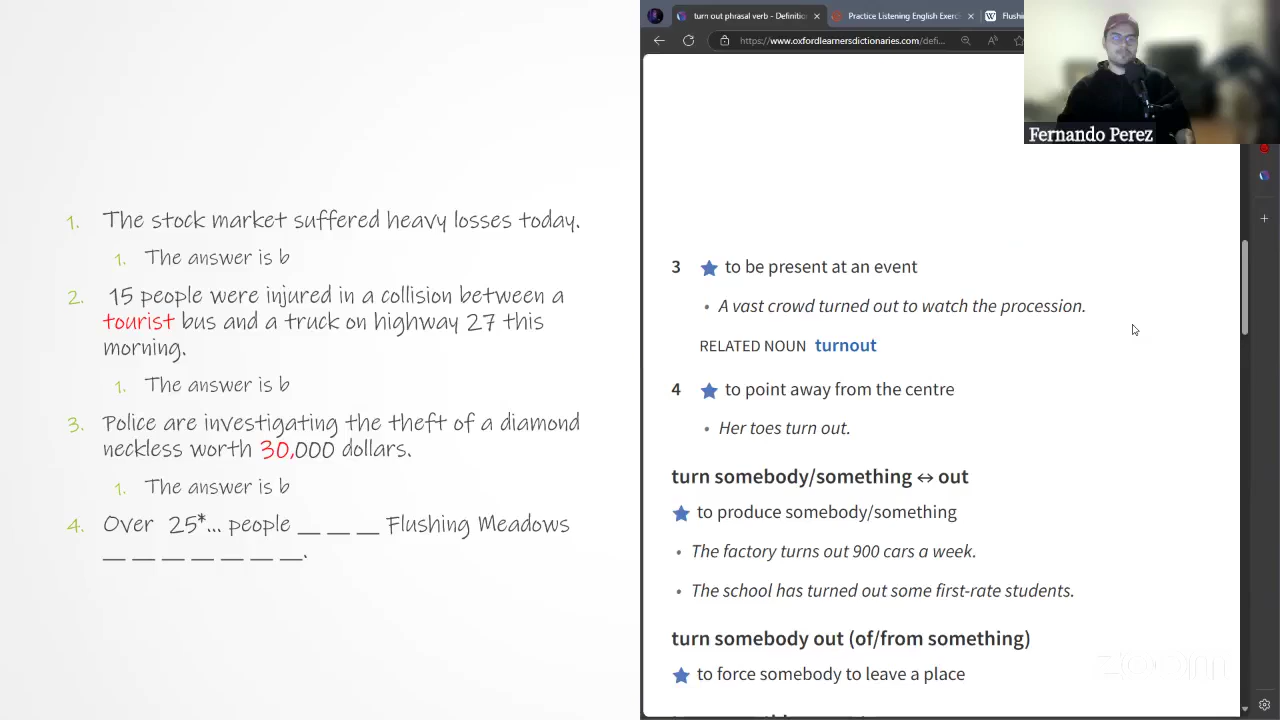 1. The stock market suffered heavy losses today.
1. The answer is b
2. 15 people were injured in a collision between a
tourist bus and a truck on highway 27 this
morning.
1. The answer is b
3. Police are investigating the theft of a diamond
neckless worth 30,000 dollars.
1. The answer is b
4. Over 25*... people __ __ __ Flushing Meadows
__ __ __ __ __ __ __.
turn out phrasal verb - Definitio
Practice Listening English Exerci
Flushi
https://www.oxfordlearnersdictionaries.com/defi...
Fernando Perez
3 to be present at an event
• A vast crowd turned out to watch the procession.
RELATED NOUN turnout
4 to point away from the centre
• Her toes turn out.
turn somebody/something ↔ out
to produce somebody/something
• The factory turns out 900 cars a week.
• The school has turned out some first-rate students.
turn somebody out (of/from something)
to force somebody to leave a place
zoom